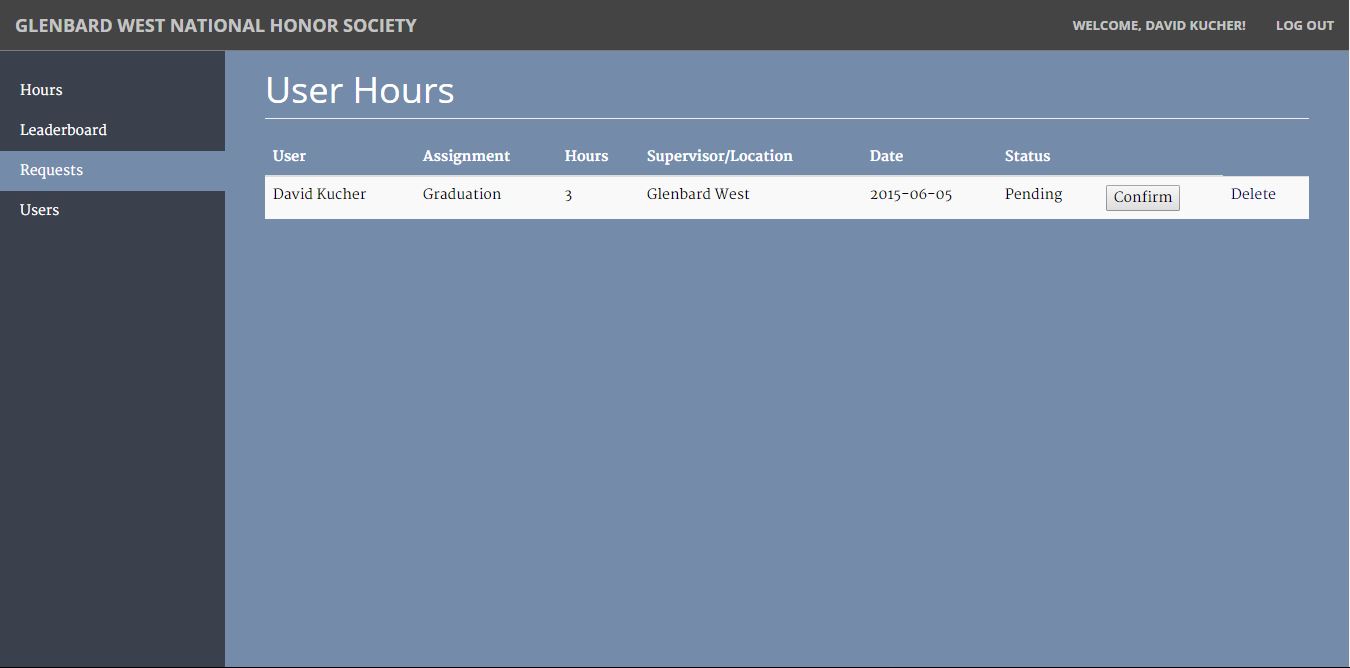 GLENBARD WEST NATIONAL HONOR SOCIETY WELCOME, DAVID KUCHER! LOG OUT
Hours
Leaderboard
Requests
Users
User Hours
User Assignment Hours Supervisor/Location Date Status
David Kucher Graduation 3 Glenbard West 2015-06-05 Pending Confirm Delete